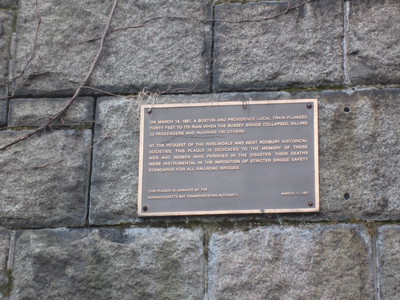 ON MARCH 14, 1887, A BOSTON AND PROVIDENCE LOCAL TRAIN PLUNGED
FORTY FEET TO ITS RUIN WHEN THE BUSSEY BRIDGE COLLAPSED, KILLING
23 PASSENGERS AND INJURING 125 OTHERS.
AT THE REQUEST OF THE ROSLINDALE AND WEST ROXBURY HISTORICAL
SOCIETIES, THIS PLAQUE IS DEDICATED TO THE MEMORY OF THOSE
MEN AND WOMEN WHO PERISHED IN THE DISASTER. THEIR DEATHS
WERE INSTRUMENTAL IN THE IMPOSITION OF STRICTER BRIDGE SAFETY
STANDARDS FOR ALL RAILROAD BRIDGES.
THIS PLAQUE IS DONATED BY THE
MASSACHUSETTS BAY TRANSPORTATION AUTHORITY MARCH